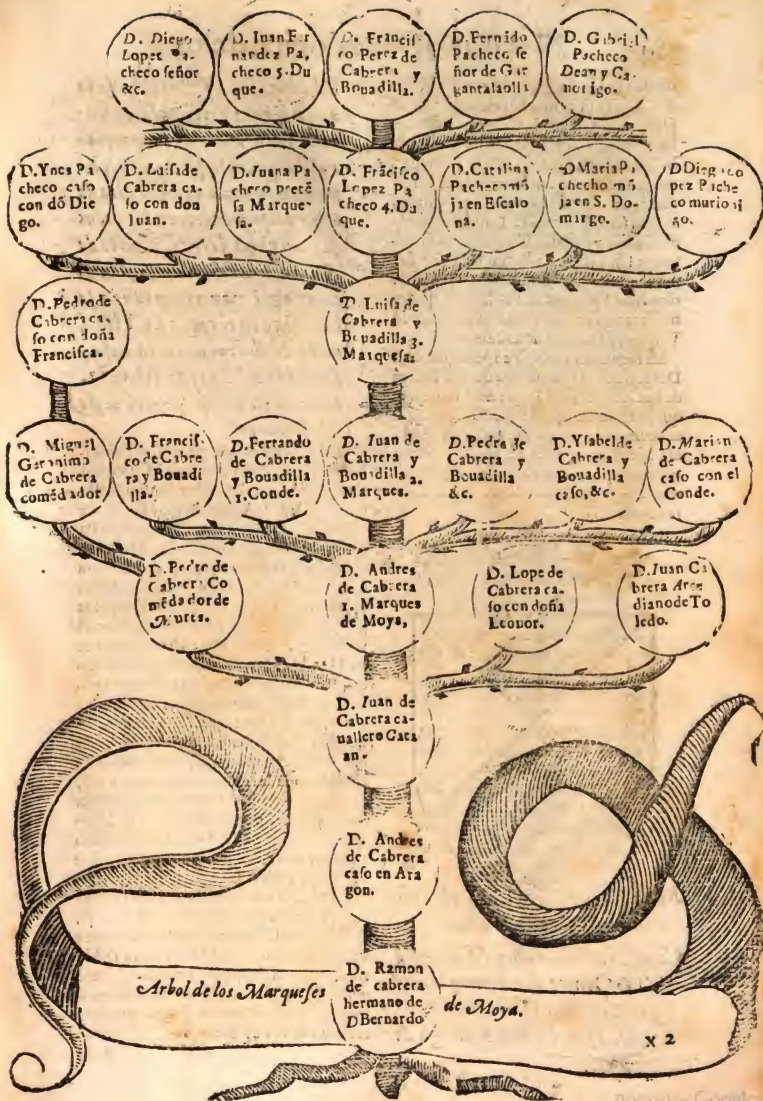 D. Diego
Lopez Pa-
checo señor
&c.
D. Iuan Fer
nandez Pa,
checo 5. Du
que.
D. Francis-
co Perez de
Cabrera y
Bouadilla.
D. Fernãdo
Pacheco se
ñor de Gar
gantalaolla
D. Gabriel
Pacheco
Dean y Ca-
nonigo.
D. Ynes Pa
checo caso
con dõ Die
go.
D. Luisa de
Cabrera ca-
so con don
Iuan.
D. Iuana Pa
checo pretẽ
sa Marque-
sa.
D. Frãcisco
Lopez Pa
checo 4. Du
que.
D. Catalina
Pacheco mõ
ja en Escalo
na.
D Maria Pa
checho mõ
ja en S. Do-
mingo.
D Diego Lo
pez Pache
co murio ni
ño.
D. Pedro de
Cabrera ca,
so con doña
Francisca.
D. Luisa de
Cabrera y
Bouadilla 3.
Marquesa.
D. Miguel
Geronimo
de Cabrera
comẽdador
D. Francis-
co de Cabre
ra y Bouadi
lla.
D. Ferrando
de Cabrera
y Bouadilla
1. Conde.
D. Iuan de
Cabrera y
Bouadilla 2.
Marques.
D. Pedro de
Cabrera y
Bouadilla
&c.
D. Ysabel de
Cabrera y
Bouadilla
caso, &c.
D. Marian
de Cabrera
caso con el
Conde.
D. Pedro de
Cabrera Co
mẽdador de
D. Andres
de Cabrera
1. Marques
de Moya,
D. Lope de
Cabrera ca-
so con doña
Leonor.
D. Iuan Ca
brera Arce
diano de To
ledo.
D. Iuan de
Cabrera ca-
uallero Cata
an.
D. Andres
de Cabrera
caso en Ara
gon.
D. Ramon
de cabrera
hermano de
D Bernardo
Arbol de los Marqueses de Moya.
X 2